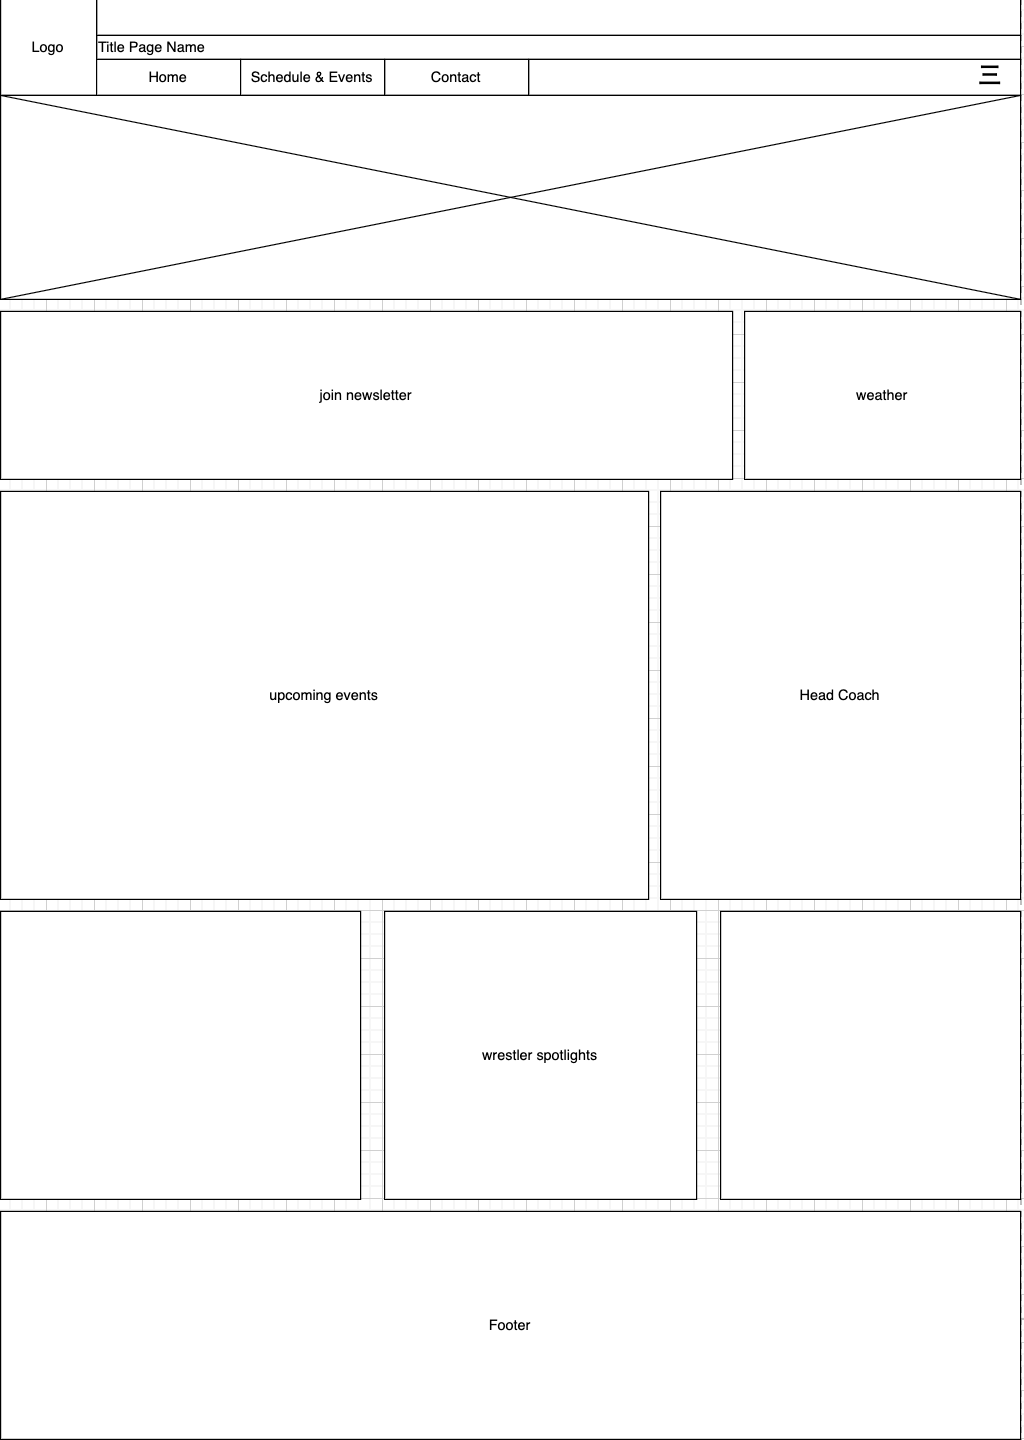 Logo
Title Page Name
Home
Schedule & Events
Contact
join newsletter
weather
upcoming events
Head Coach
wrestler spotlights
Footer